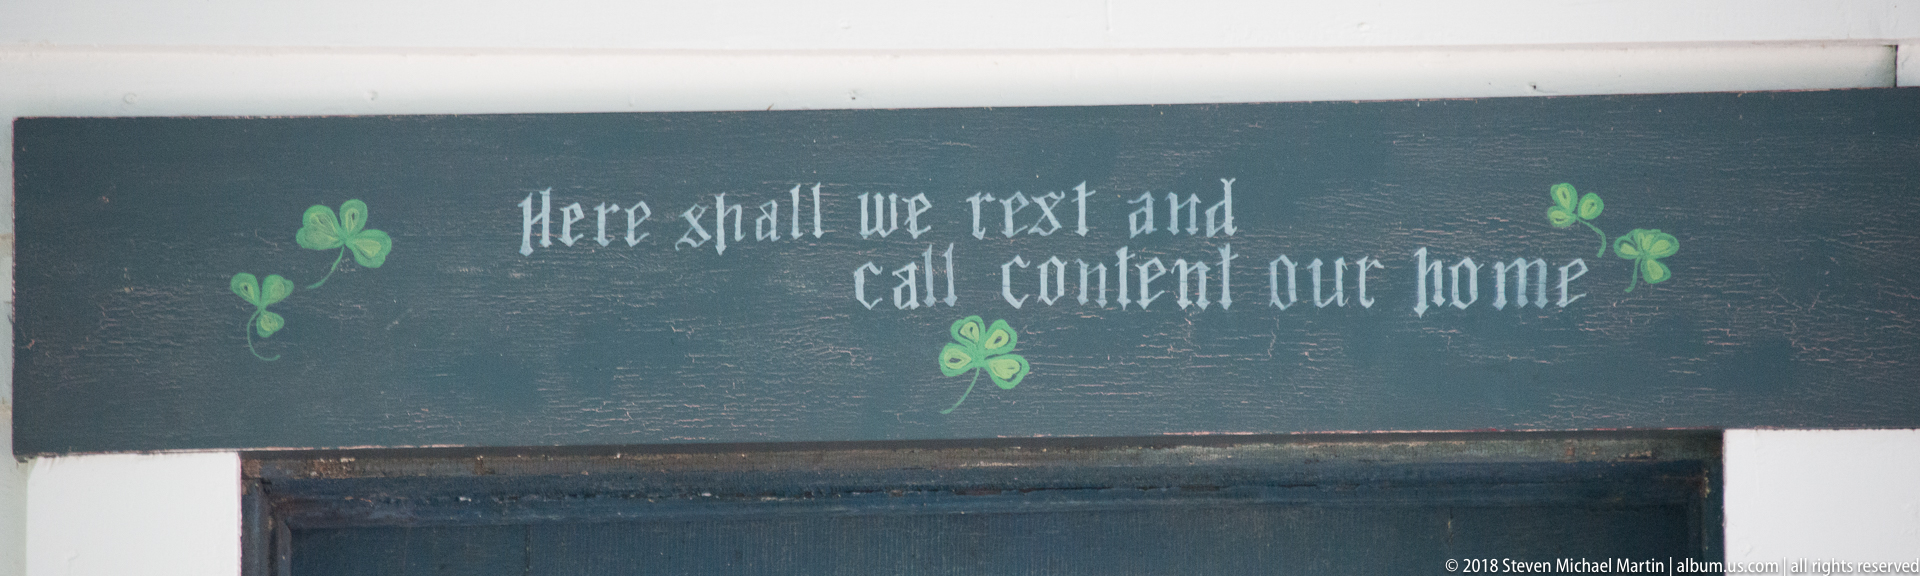 Here shall we rest and
call content our home
© 2018 Steven Michael Martin | album.us.com | all rights reserved